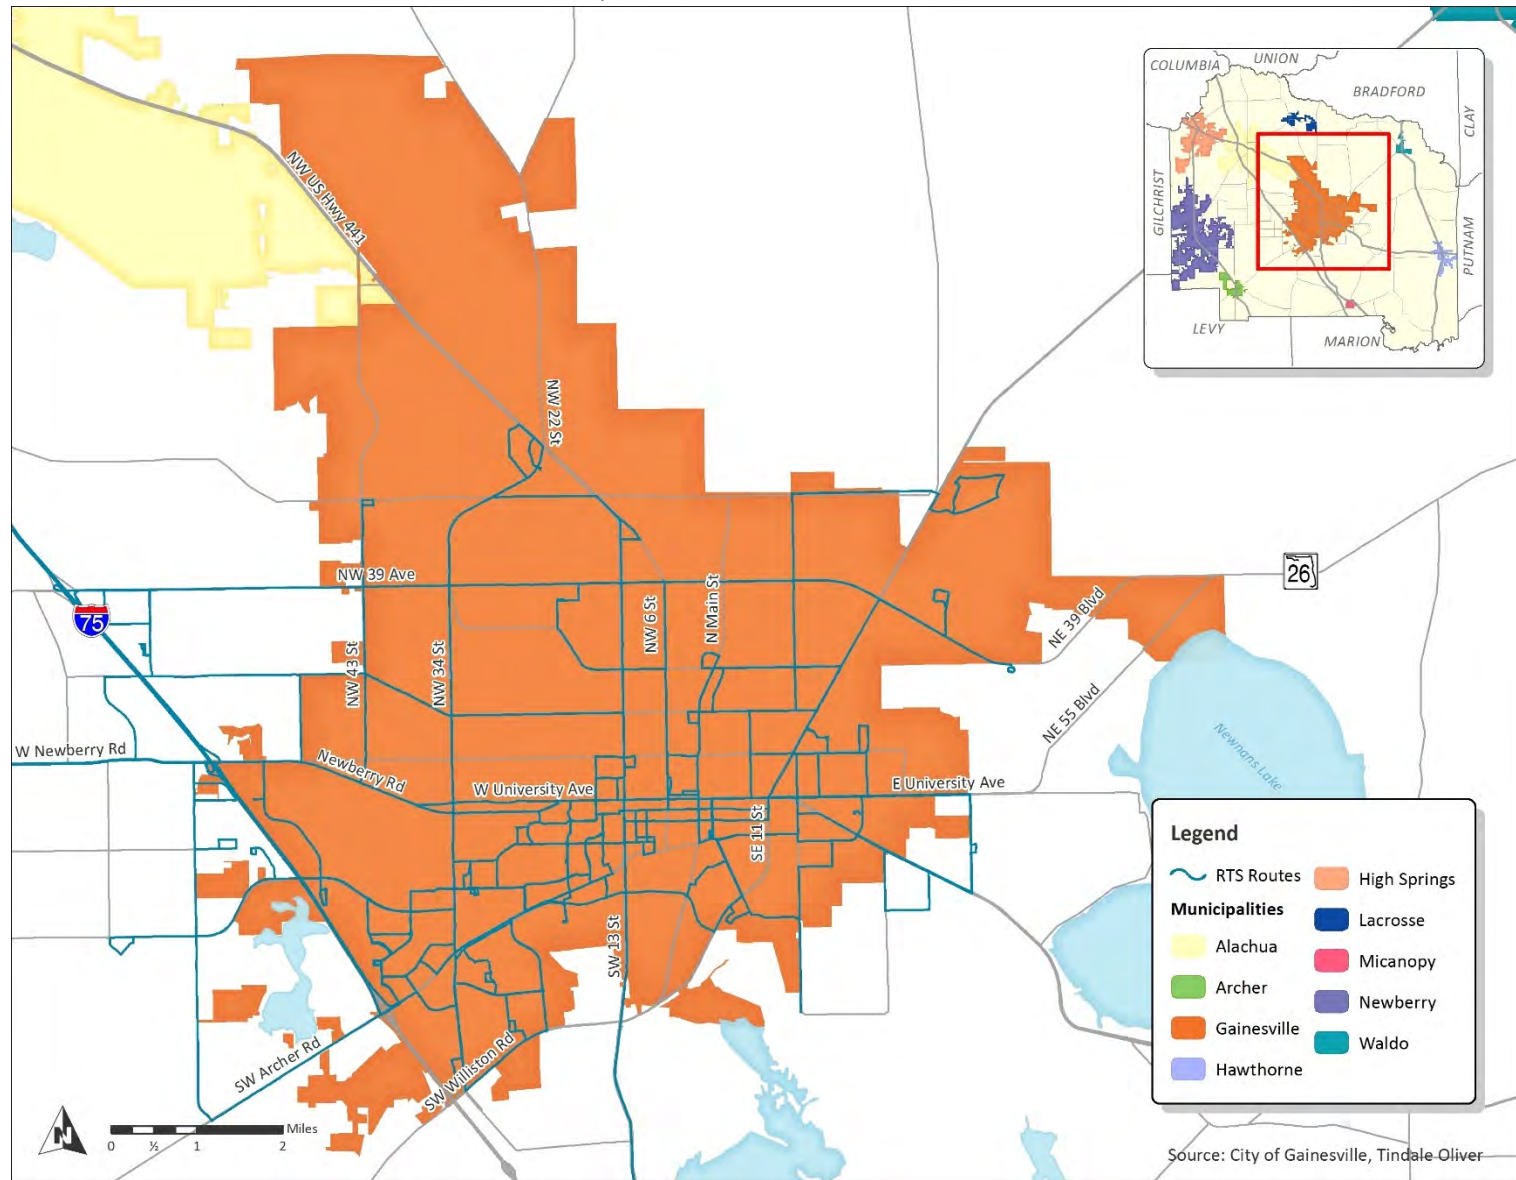 COLUMBIA
UNION
BRADFORD
CLAY
GILCHRIST
PUTNAM
LEVY
MARION
NW US Hwy 441
NW 22 St
26
NW 39 Ave
75
NW 43 St
NW 34 St
NW 6 St
N Main St
NE 39 Blvd
NE 55 Blvd
W Newberry Rd
Newberry Rd
W University Ave
E University Ave
Newnans Lake
SE 11 St
SW 13 St
SW Archer Rd
SW Williston Rd
Legend
RTS Routes
Municipalities
Alachua
Archer
Gainesville
Hawthorne
High Springs
Lacrosse
Micanopy
Newberry
Waldo
N
0 ½ 1 2 Miles
Source: City of Gainesville, Tindale Oliver